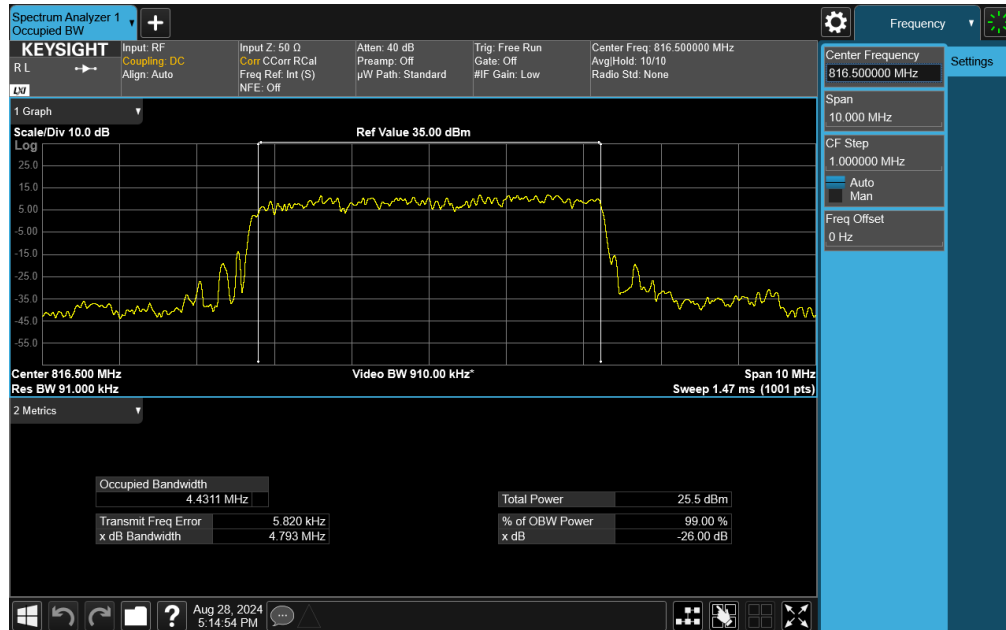 Spectrum Analyzer 1
Occupied BW
Frequency
KEYSIGHT
R L
LXI
Input: RF
Coupling: DC
Align: Auto
Input Z: 50 Ω
Corr CCorr RCal
Freq Ref: Int (S)
NFE: Off
Atten: 40 dB
Preamp: Off
µW Path: Standard
Trig: Free Run
Gate: Off
#IF Gain: Low
Center Freq: 816.500000 MHz
Avg|Hold: 10/10
Radio Std: None
Center Frequency
816.500000 MHz
Settings
Span
10.000 MHz
CF Step
1.000000 MHz
Auto
Man
Freq Offset
0 Hz
1 Graph
Scale/Div 10.0 dB
Ref Value 35.00 dBm
Log
25.0
15.0
5.00
-5.00
-15.0
-25.0
-35.0
-45.0
-55.0
Center 816.500 MHz
Video BW 910.00 kHz*
Span 10 MHz
Res BW 91.000 kHz
Sweep 1.47 ms (1001 pts)
2 Metrics
Occupied Bandwidth
4.4311 MHz
Total Power 25.5 dBm
Transmit Freq Error 5.820 kHz
% of OBW Power 99.00 %
x dB Bandwidth 4.793 MHz
x dB -26.00 dB
?
Aug 28, 2024
5:14:54 PM